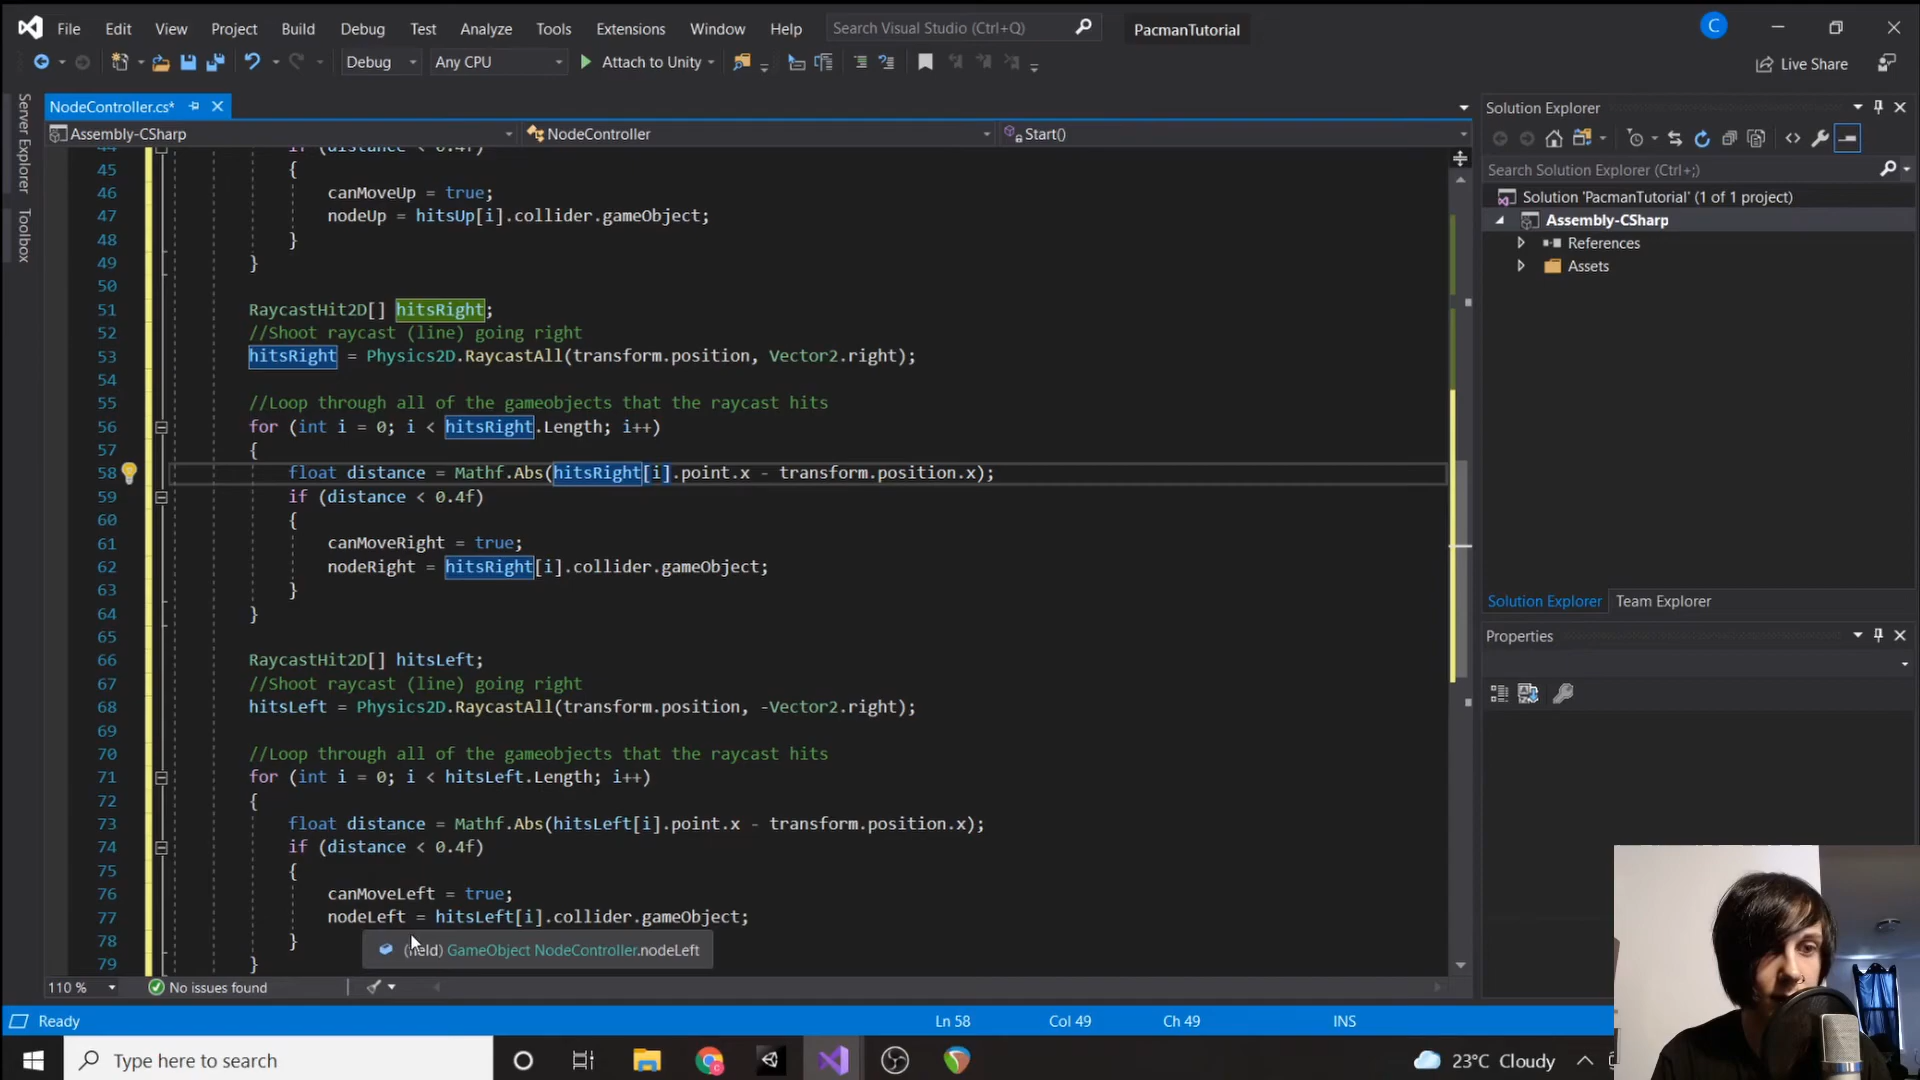 File Edit View Project Build Debug Test Analyze Tools Extensions Window Help Search Visual Studio (Ctrl+Q) PacmanTutorial C
Debug Any CPU Attach to Unity Live Share
Server Explorer
Toolbox
NodeController.cs*
Assembly-CSharp NodeController Start()
44 if (distance < 0.4f)
45 {
46 canMoveUp = true;
47 nodeUp = hitsUp[i].collider.gameObject;
48 }
49 }
50
51 RaycastHit2D[] hitsRight;
52 //Shoot raycast (line) going right
53 hitsRight = Physics2D.RaycastAll(transform.position, Vector2.right);
54
55 //Loop through all of the gameobjects that the raycast hits
56 for (int i = 0; i < hitsRight.Length; i++)
57 {
58 float distance = Mathf.Abs(hitsRight[i].point.x - transform.position.x);
59 if (distance < 0.4f)
60 {
61 canMoveRight = true;
62 nodeRight = hitsRight[i].collider.gameObject;
63 }
64 }
65
66 RaycastHit2D[] hitsLeft;
67 //Shoot raycast (line) going right
68 hitsLeft = Physics2D.RaycastAll(transform.position, -Vector2.right);
69
70 //Loop through all of the gameobjects that the raycast hits
71 for (int i = 0; i < hitsLeft.Length; i++)
72 {
73 float distance = Mathf.Abs(hitsLeft[i].point.x - transform.position.x);
74 if (distance < 0.4f)
75 {
76 canMoveLeft = true;
77 nodeLeft = hitsLeft[i].collider.gameObject;
78 }
(field) GameObject NodeController.nodeLeft
79 }
110 % No issues found
Solution Explorer
Search Solution Explorer (Ctrl+;)
Solution 'PacmanTutorial' (1 of 1 project)
Assembly-CSharp
References
Assets
Solution Explorer Team Explorer
Properties
Ready Ln 58 Col 49 Ch 49 INS
Type here to search 23°C Cloudy